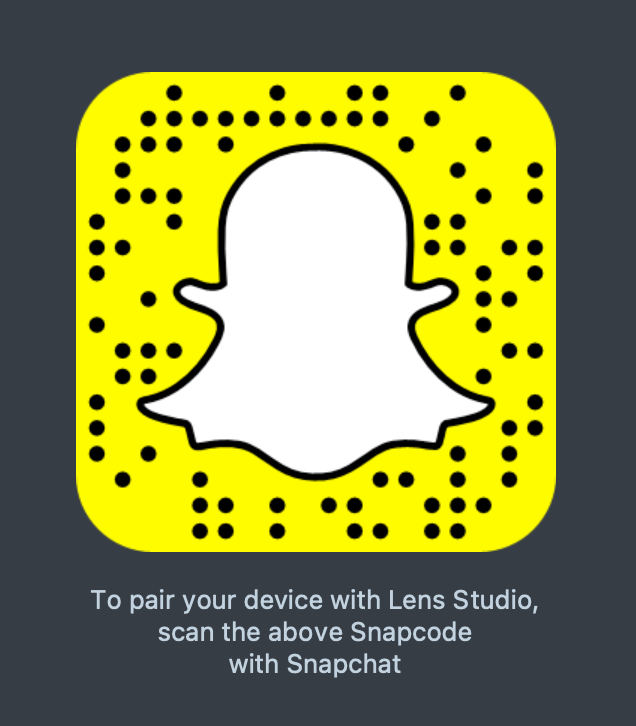 To pair your device with Lens Studio,
scan the above Snapcode
with Snapchat